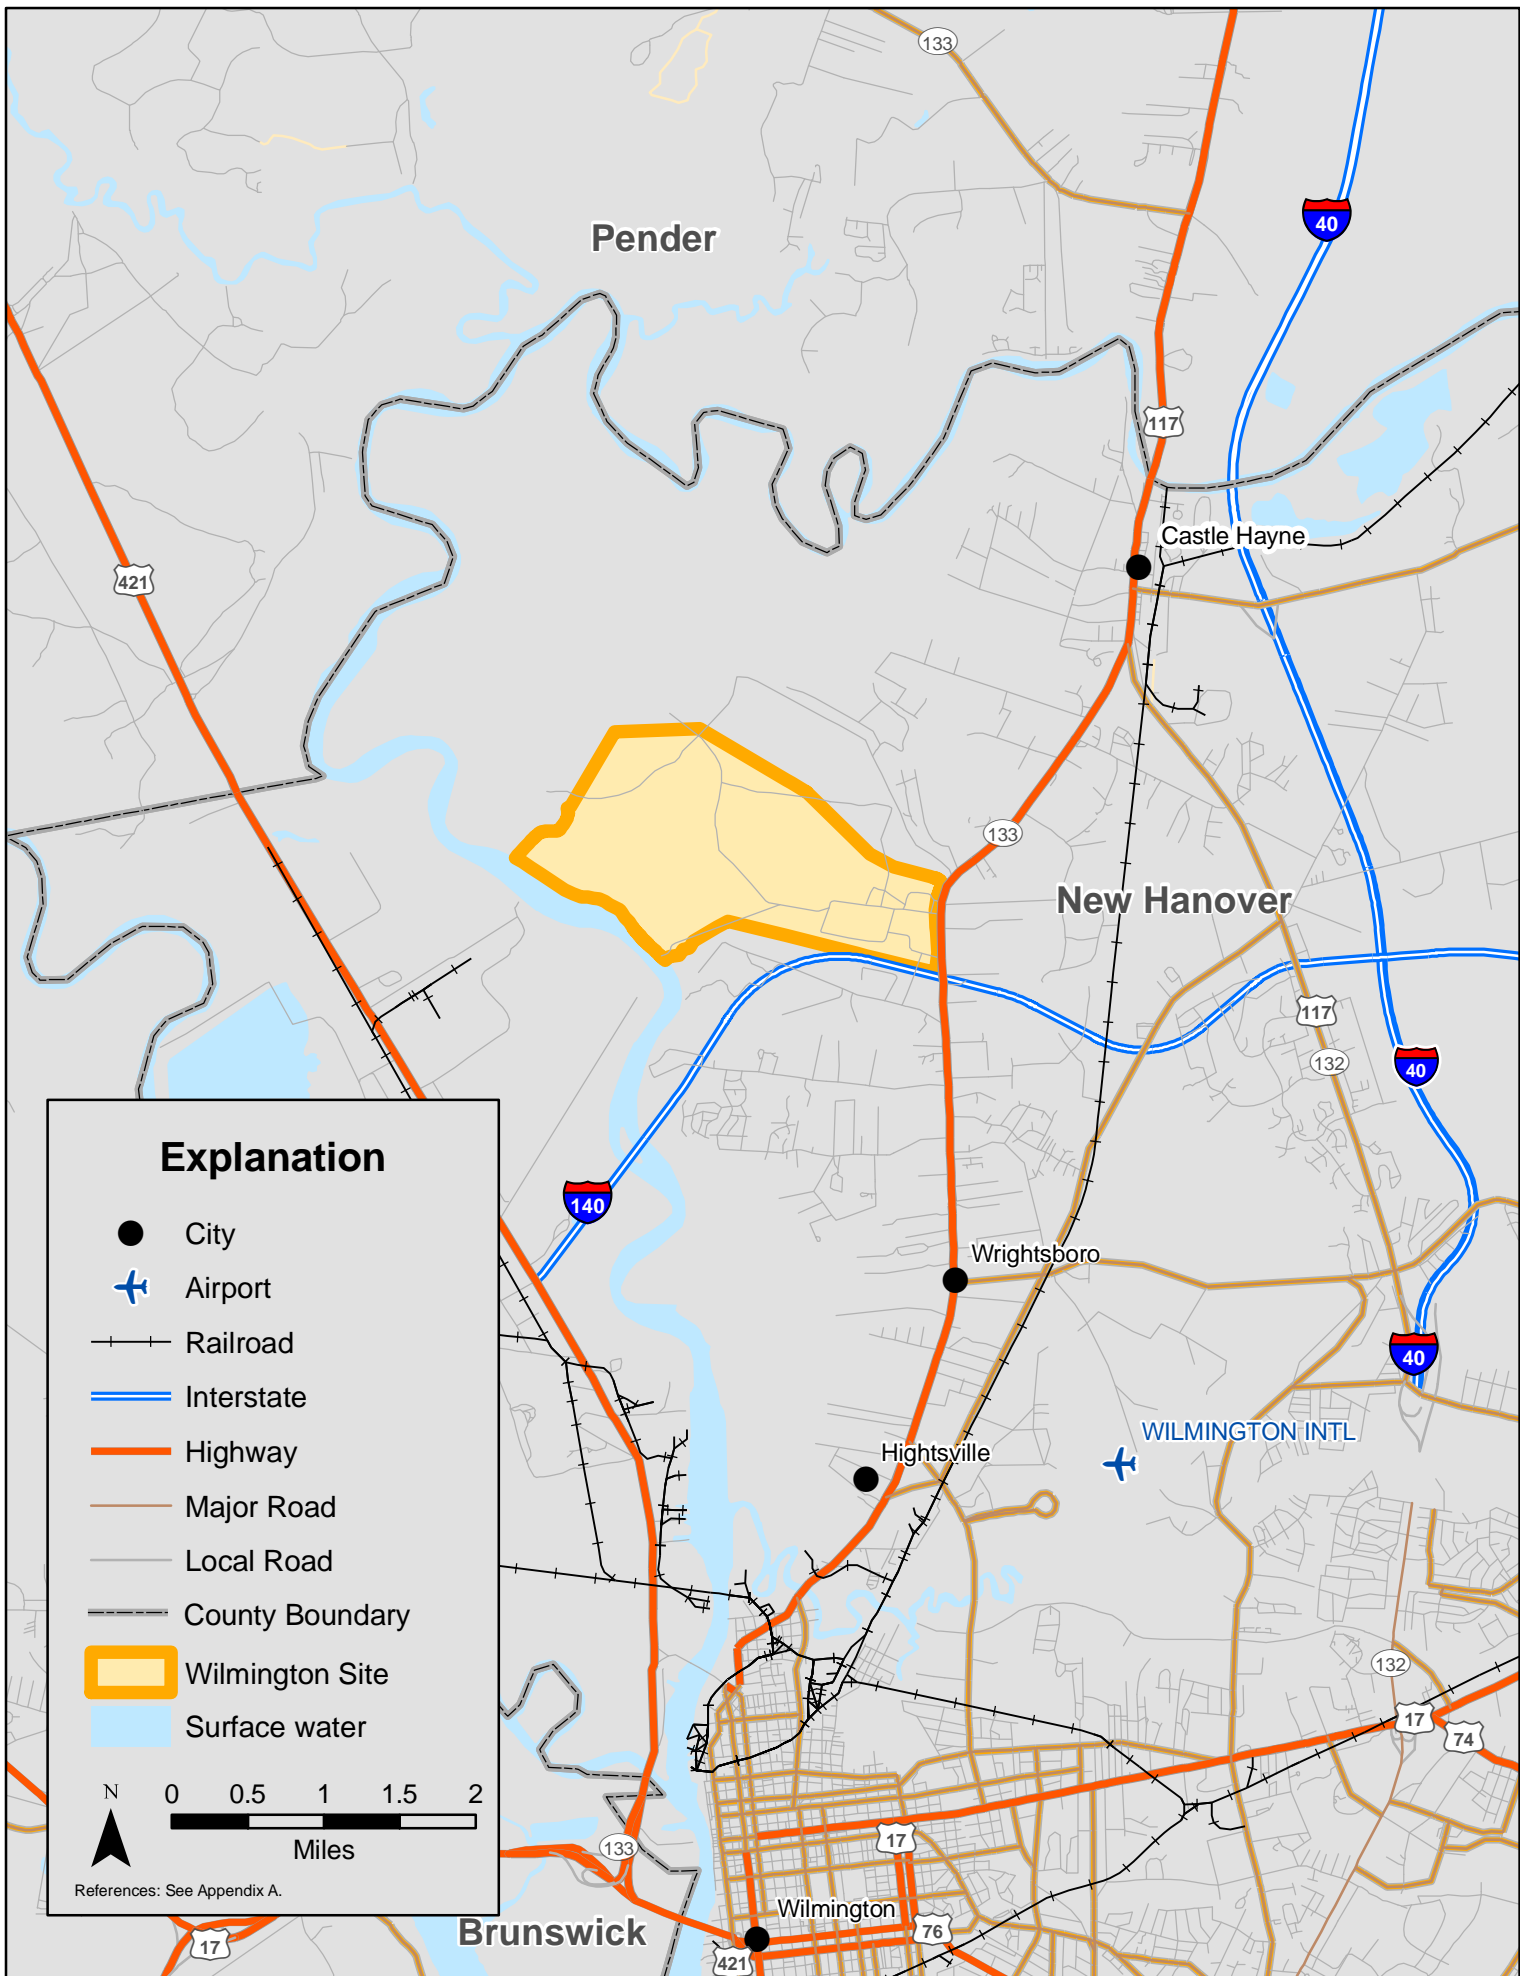 133
40
Pender
117
Castle Hayne
421
133
New Hanover
117
132
40
140
Wrightsboro
40
WILMINGTON INTL
Hightsville
132
17
74
17
133
Wilmington
76
421
Brunswick
17
Explanation
City
Airport
Railroad
Interstate
Highway
Major Road
Local Road
County Boundary
Wilmington Site
Surface water
N
0 0.5 1 1.5 2
Miles
References: See Appendix A.